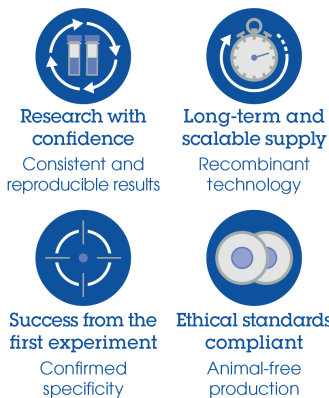 Research with
confidence
Consistent and
reproducible results
Long-term and
scalable supply
Recombinant
technology
Success from the
first experiment
Confirmed
specificity
Ethical standards
compliant
Animal-free
production